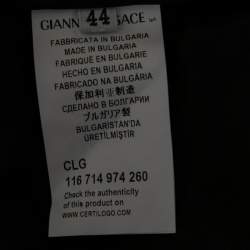 GIANN 44 SACE
FABBRICATA IN BULGARIA
MADE IN BULGARIA
FABRIQUÉ EN BULGARIE
HECHO EN BULGARIA
FABRICADO NA BULGÁRIA
保加利亚制造
СДЕЛАНО В БОЛГАРИИ
ブルガリア製
BULGARİSTAN'DA
ÜRETİLMİŞTİR
CLG
116 714 974 260
Check the authenticity
of this product on
www.CERTILOGO.com